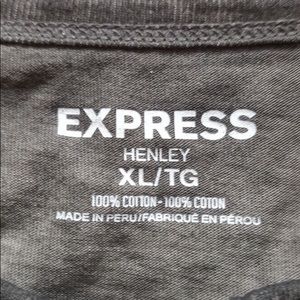 EXPRESS
HENLEY
XL/TG
100% COTTON-100% COTON
MADE IN PERU/FABRIQUÉ EN PÉROU